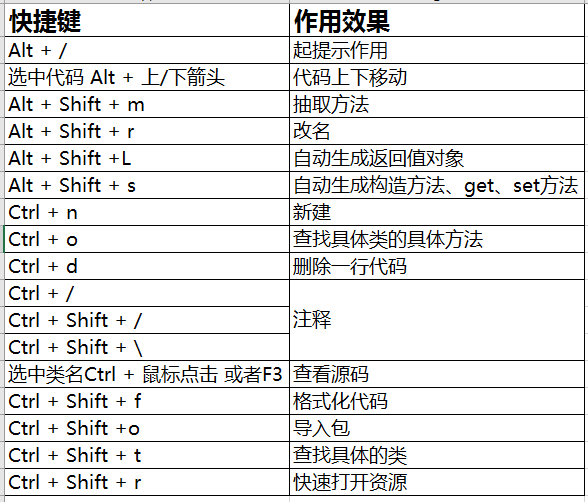 快捷键 作用效果
Alt + / 起提示作用
选中代码 Alt + 上/下箭头 代码上下移动
Alt + Shift + m 抽取方法
Alt + Shift + r 改名
Alt + Shift +L 自动生成返回值对象
Alt + Shift + s 自动生成构造方法、get、set方法
Ctrl + n 新建
Ctrl + o 查找具体类的具体方法
Ctrl + d 删除一行代码
Ctrl + /
Ctrl + Shift + / 注释
Ctrl + Shift + \
选中类名Ctrl + 鼠标点击 或者F3 查看源码
Ctrl + Shift + f 格式化代码
Ctrl + Shift +o 导入包
Ctrl + Shift + t 查找具体的类
Ctrl + Shift + r 快速打开资源